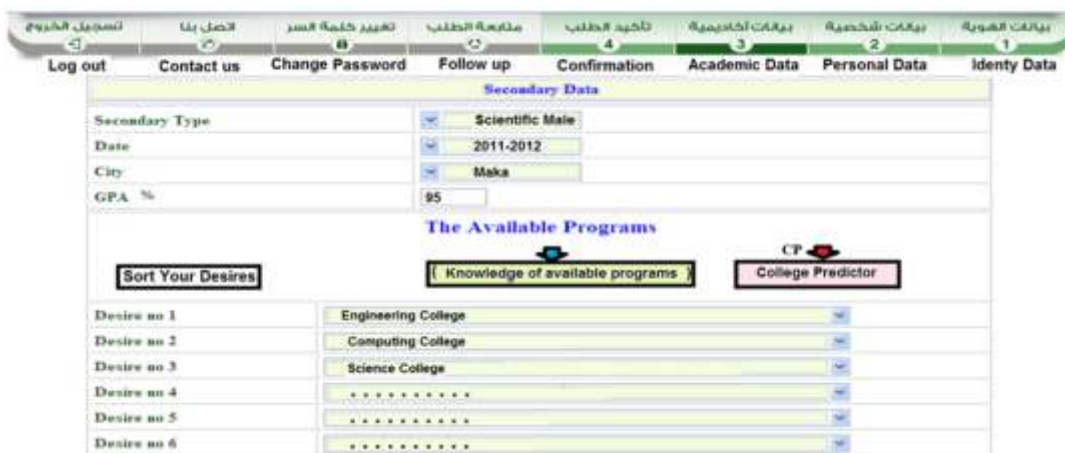 تسجيل الخروج اتصل بنا تغيير كلمة السر متابعة الطلب تأكيد الطلب بيانات أكاديمية بيانات شخصية بيانات الهوية
4 3 2 1
Log out Contact us Change Password Follow up Confirmation Academic Data Personal Data Identy Data
Secondary Data
Secondary Type Scientific Male
Date 2011-2012
City Maka
GPA % 95
The Available Programs
CP
Sort Your Desires ( Knowledge of available programs ) College Predictor
Desire no 1 Engineering College
Desire no 2 Computing College
Desire no 3 Science College
Desire no 4 . . . . . . . . . .
Desire no 5 . . . . . . . . . .
Desire no 6 . . . . . . . . . .